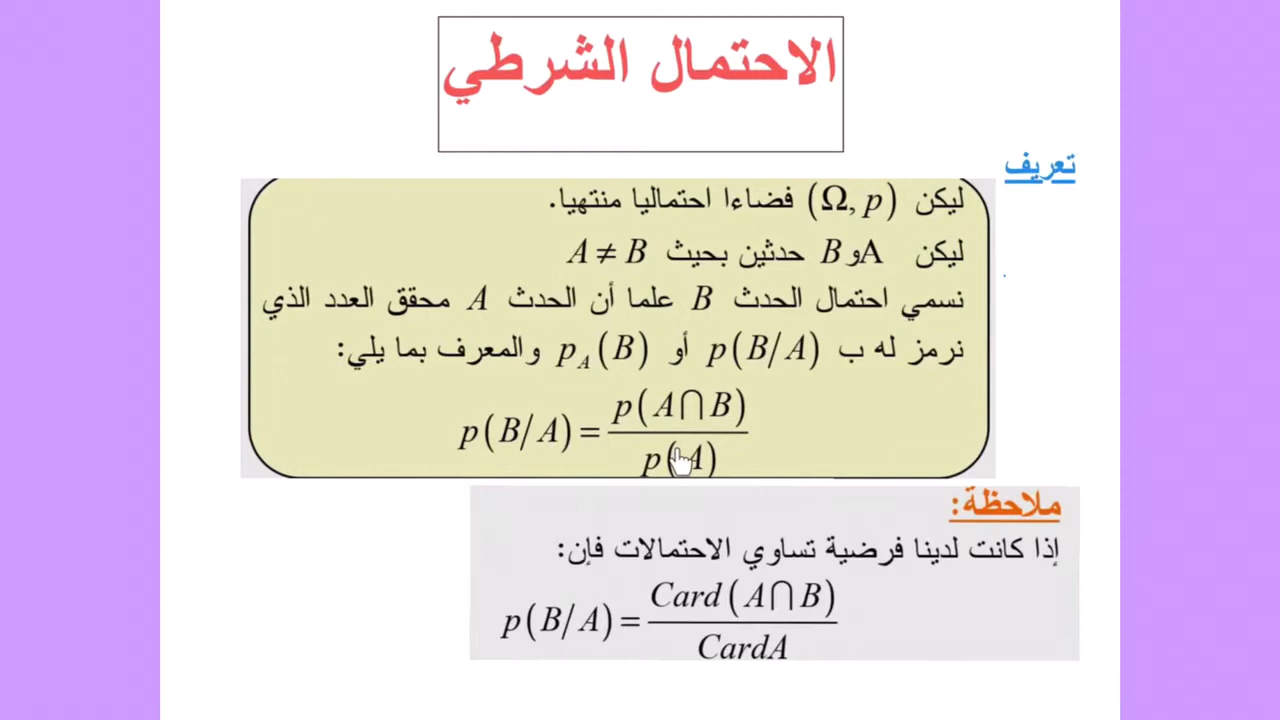 الاحتمال الشرطي
تعريف
ليكن (Ω, p) فضاءا احتماليا منتهيا.
ليكن A و B حدثين بحيث A ≠ B
نسمي احتمال الحدث B علما أن الحدث A محقق العدد الذي
نرمز له ب p(B/A) أو p_A(B) والمعرف بما يلي:
p(B/A) = p(A∩B) / p(A)
ملاحظة:
إذا كانت لدينا فرضية تساوي الاحتمالات فإن:
p(B/A) = Card(A∩B) / CardA